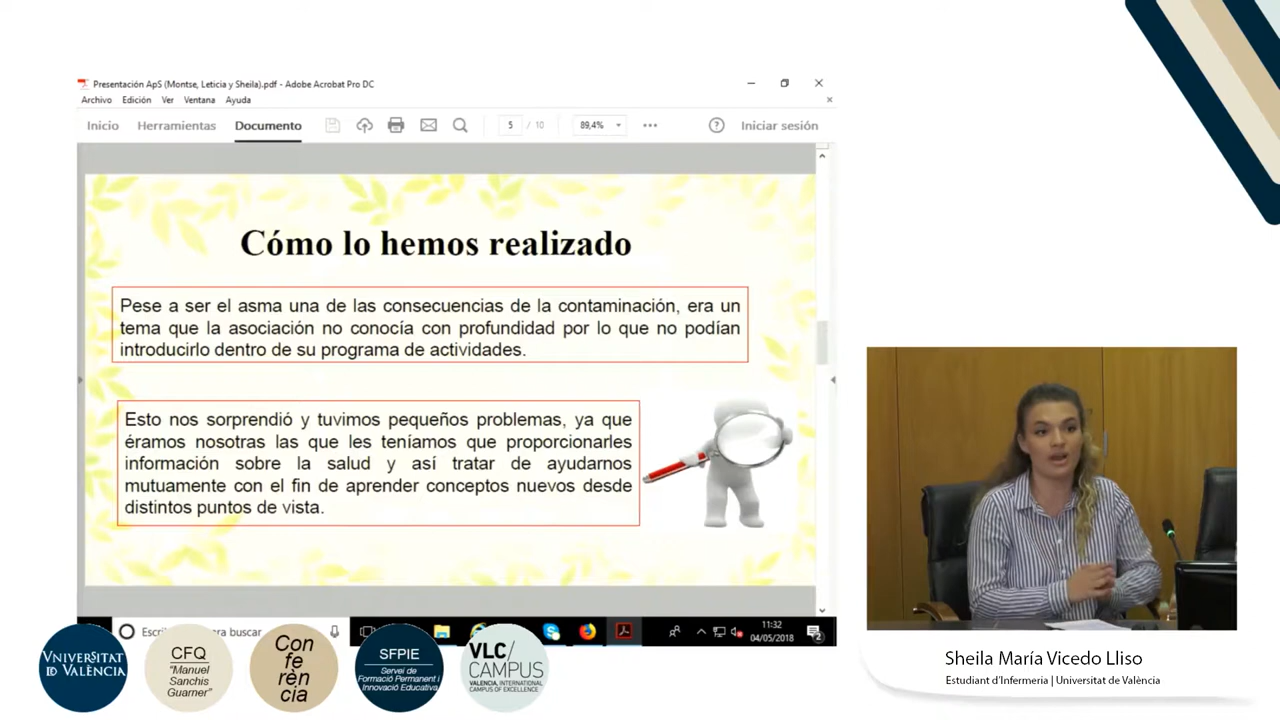 Presentación ApS (Montse, Leticia y Sheila).pdf - Adobe Acrobat Pro DC
Archivo Edición Ver Ventana Ayuda
Inicio Herramientas Documento 5 / 10 89,4% ? Iniciar sesión
Cómo lo hemos realizado
Pese a ser el asma una de las consecuencias de la contaminación, era un
tema que la asociación no conocía con profundidad por lo que no podían
introducirlo dentro de su programa de actividades.
Esto nos sorprendió y tuvimos pequeños problemas, ya que
éramos nosotras las que les teníamos que proporcionarles
información sobre la salud y así tratar de ayudarnos
mutuamente con el fin de aprender conceptos nuevos desde
distintos puntos de vista.
para buscar
11:32
04/05/2018
2
VNIVERSITAT
DE VALÈNCIA
CFQ
"Manuel
Sanchis
Guarner"
Con
fe
rèn
cia
SFPIE
Servei de
Formació Permanent i
Innovació Educativa
VLC/
CAMPUS
VALENCIA, INTERNATIONAL
CAMPUS OF EXCELLENCE
Sheila María Vicedo Lliso
Estudiant d'Infermeria | Universitat de València